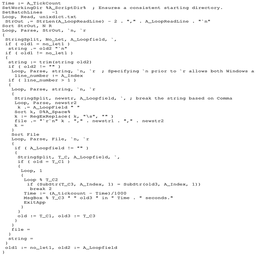 Time := A_TickCount
SetWorkingDir %A_ScriptDir%  ; Ensures a consistent starting directory.
SetBatchLines -1
Loop, Read, unixdict.txt
StrOut .= StrLen(A_LoopReadLine) - 2 . "," . A_LoopReadLine . "`n"
Sort StrOut, N R
Loop, Parse, StrOut, `n, `r
{
StringSplit, No_Let, A_Loopfield, `,
if ( old1 = no_let1 )
string .= old2 "`n"
if ( old1 != no_let1 )
{
string := trim(string old2)
if ( old2 != "" )
Loop, Parse, string, `n, `r ; Specifying `n prior to `r allows both Windows a
line_number := A_Index
if ( line_number > 1 )
{
Loop, Parse, string, `n, `r
{
StringSplit, newstr, A_Loopfield, `, ; break the string based on Comma
Loop, Parse, newstr2
k .= A_LoopField " "
Sort k, D%A_Space%
k := RegExReplace( k, "\s", "" )
file .= "`r`n" k . "," . newstr1 . "," . newstr2
k =
}
Sort File
Loop, Parse, File, `n, `r
{
if ( A_Loopfield != "" )
{
StringSplit, T_C, A_Loopfield, `,
if ( old = T_C1 )
{
Loop, 1
{
Loop % T_C2
if (SubStr(T_C3, A_Index, 1) = SubStr(old3, A_Index, 1))
break 2
Time := (A_tickcount - Time)/1000
MsgBox % T_C3 " " old3 " in " Time . " seconds."
ExitApp
}
}
old := T_C1, old3 := T_C3
}
}
file =
}
string =
}
old1 := no_let1, old2 := A_Loopfield
}